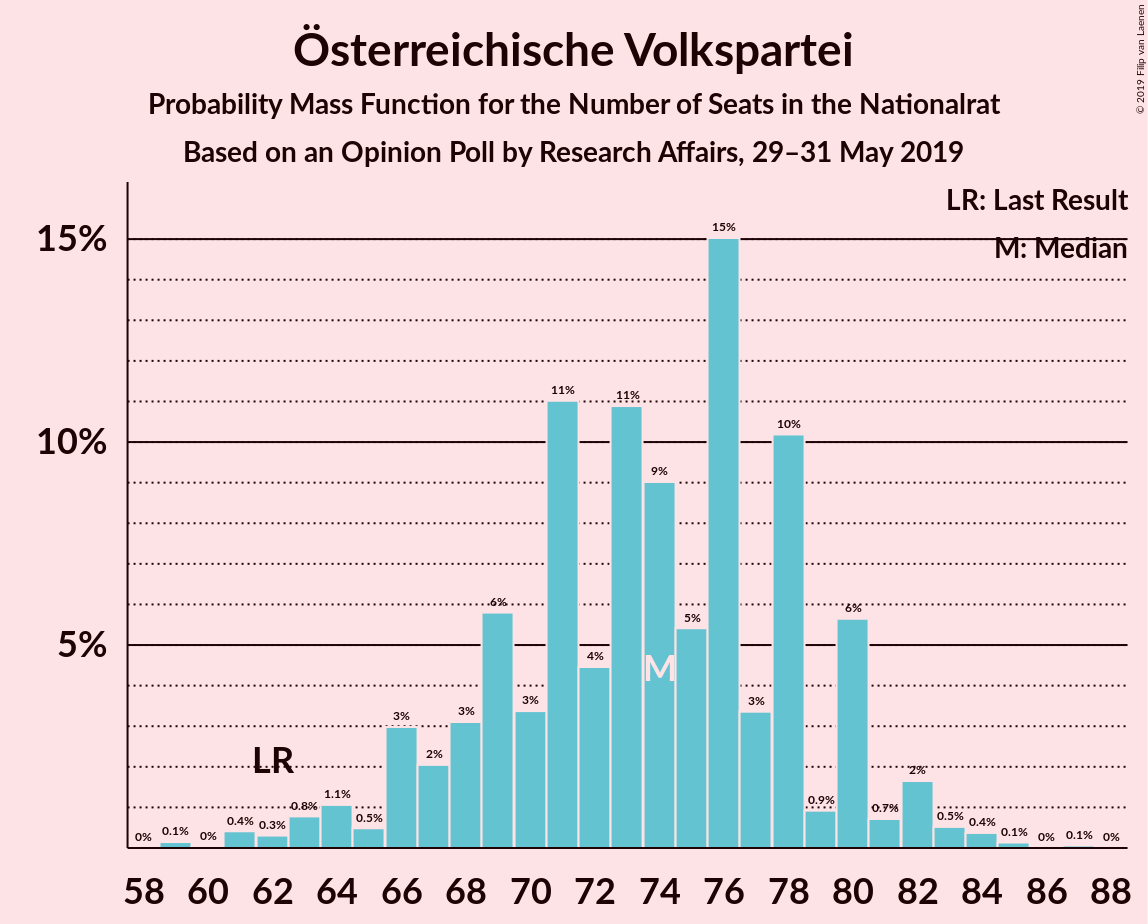 Österreichische Volkspartei
Probability Mass Function for the Number of Seats in the Nationalrat
Based on an Opinion Poll by Research Affairs, 29–31 May 2019
© 2019 Filip van Laenen
LR: Last Result
M: Median
15%
10%
5%
0% 0.1% 0% 0.4% 0.3% 0.8% 1.1% 0.5% 3% 2% 3% 6% 3% 11% 4% 11% 9% 5% 15% 3% 10% 0.9% 6% 0.7% 2% 0.5% 0.4% 0.1% 0% 0.1% 0%
LR
M
58 60 62 64 66 68 70 72 74 76 78 80 82 84 86 88